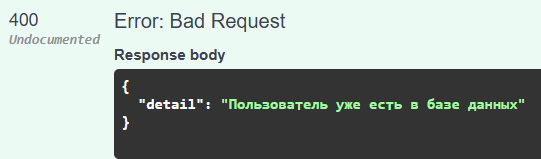 400 Error: Bad Request
Undocumented
Response body
{
"detail": "Пользователь уже есть в базе данных"
}